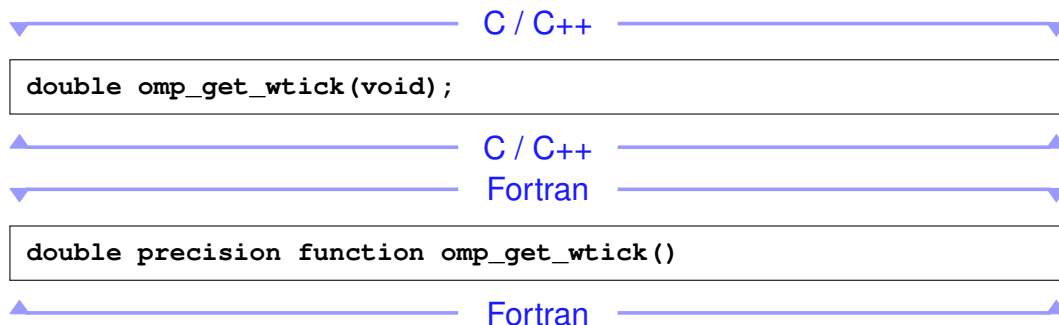 C / C++
double omp_get_wtick(void);
C / C++
Fortran
double precision function omp_get_wtick()
Fortran